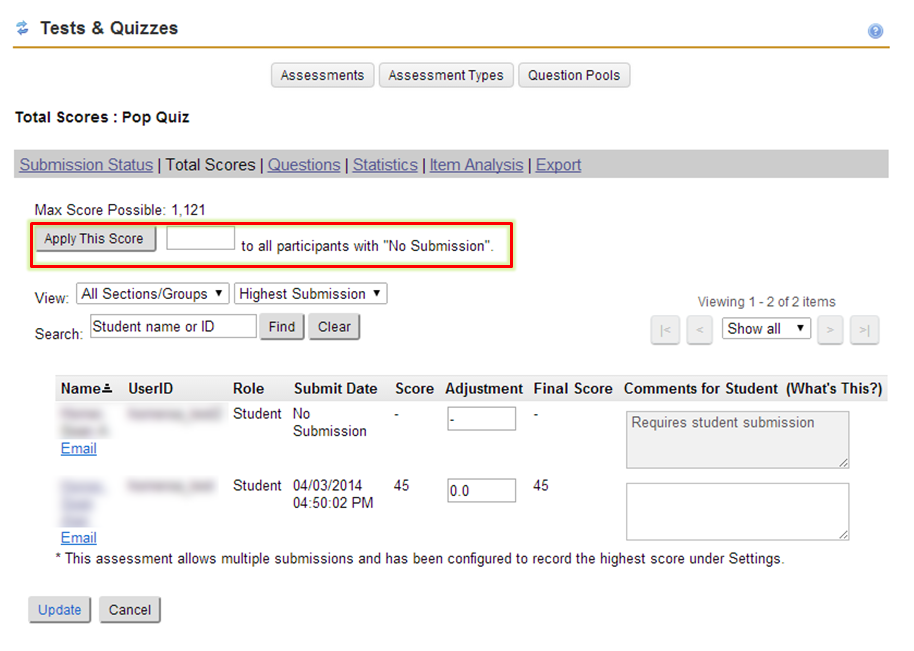 Tests & Quizzes
?
Assessments Assessment Types Question Pools
Total Scores : Pop Quiz
Submission Status | Total Scores | Questions | Statistics | Item Analysis | Export
Max Score Possible: 1,121
Apply This Score to all participants with "No Submission".
View: All Sections/Groups ▼ Highest Submission ▼
Viewing 1 - 2 of 2 items
Search: Student name or ID Find Clear
|< < Show all ▼ > >|
Name UserID Role Submit Date Score Adjustment Final Score Comments for Student (What's This?)
Student No Submission - - - Requires student submission
Email
Student 04/03/2014 04:50:02 PM 45 0.0 45
Email
* This assessment allows multiple submissions and has been configured to record the highest score under Settings.
Update Cancel